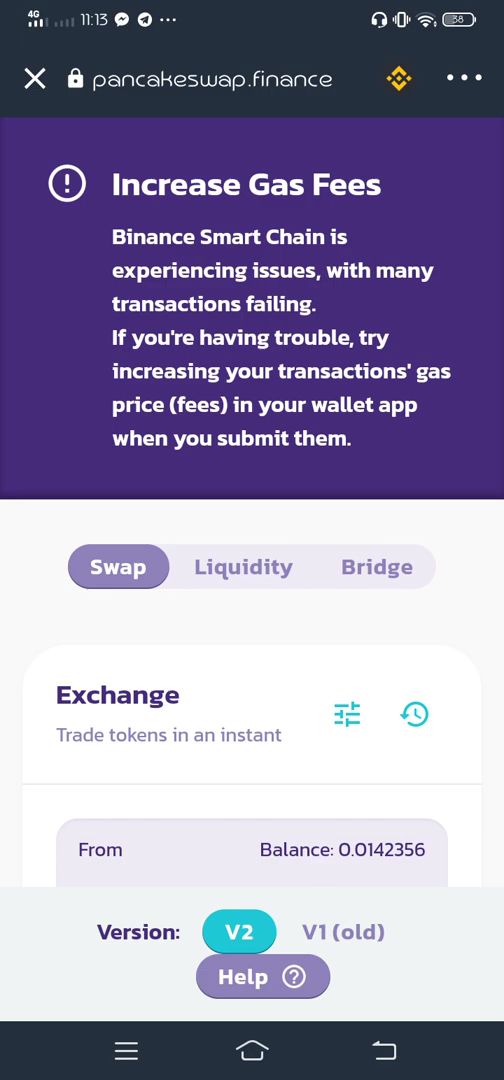 4G 11:13 38
pancakeswap.finance
Increase Gas Fees
Binance Smart Chain is
experiencing issues, with many
transactions failing.
If you're having trouble, try
increasing your transactions' gas
price (fees) in your wallet app
when you submit them.
Swap Liquidity Bridge
Exchange
Trade tokens in an instant
From Balance: 0.0142356
Version: V2 V1 (old)
Help